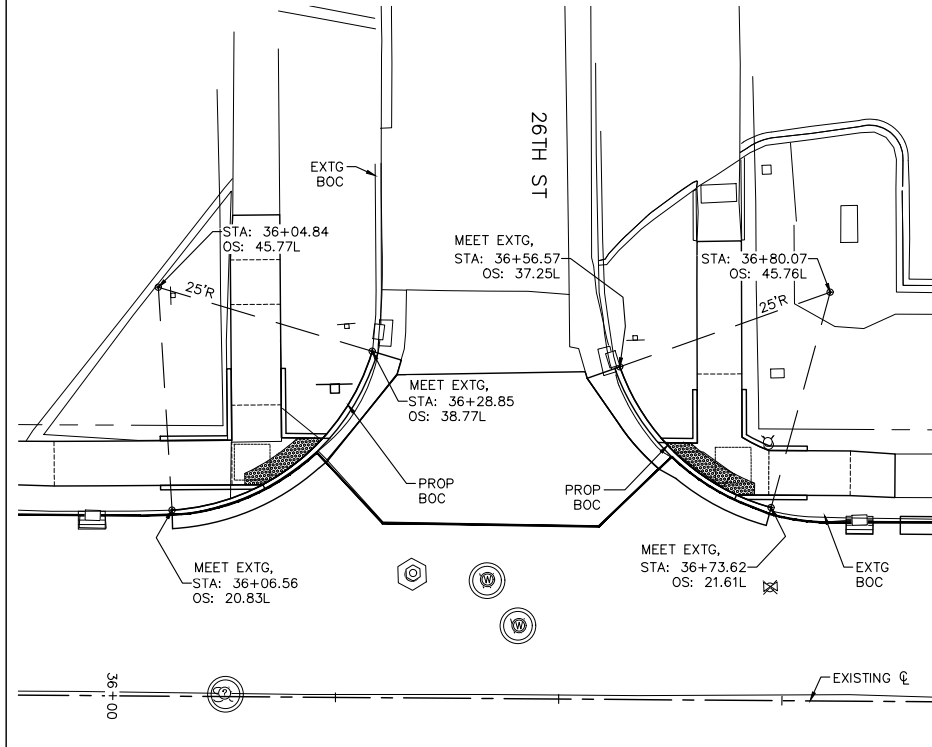 26TH ST
EXTG
BOC
STA: 36+04.84
OS: 45.77L
MEET EXTG,
STA: 36+56.57
OS: 37.25L
STA: 36+80.07
OS: 45.76L
25'R
25'R
MEET EXTG,
STA: 36+28.85
OS: 38.77L
PROP
BOC
PROP
BOC
MEET EXTG,
STA: 36+06.56
OS: 20.83L
MEET EXTG,
STA: 36+73.62
OS: 21.61L
EXTG
BOC
W
W
?
36+00
EXISTING ℄